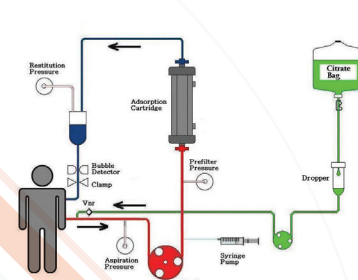 Restitution
Pressure
Citrate
Bag
Adsorption
Cartridge
Prefilter
Pressure
Bubble
Detector
Dropper
Clamp
Vnr
Syringe
Pump
Aspiration
Pressure